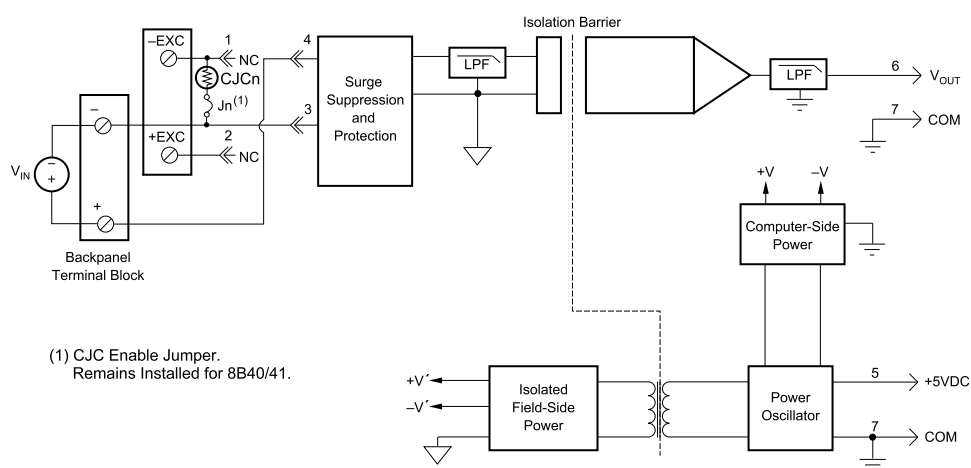 Isolation Barrier
–EXC
1
NC
4
CJCn
Jn(1)
3
+EXC
2
NC
Surge
Suppression
and
Protection
LPF
LPF
6
VOUT
7
COM
–
VIN
–
+
+
Backpanel
Terminal Block
+V
–V
Computer-Side
Power
(1) CJC Enable Jumper.
Remains Installed for 8B40/41.
+V´
–V´
Isolated
Field-Side
Power
Power
Oscillator
5
+5VDC
7
COM